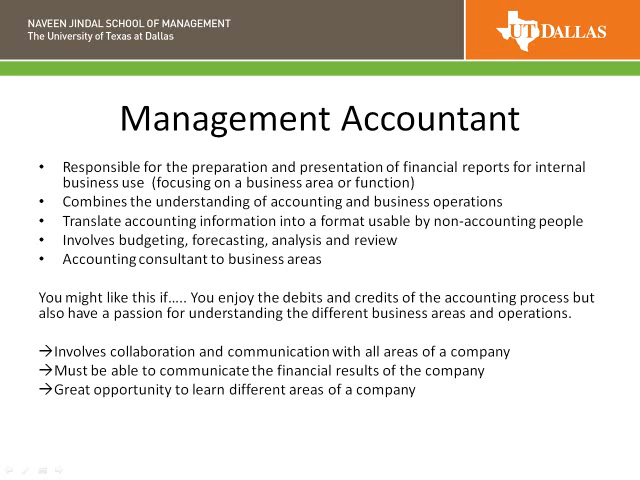 NAVEEN JINDAL SCHOOL OF MANAGEMENT
The University of Texas at Dallas
UT DALLAS
Management Accountant
• Responsible for the preparation and presentation of financial reports for internal
business use  (focusing on a business area or function)
• Combines the understanding of accounting and business operations
• Translate accounting information into a format usable by non-accounting people
• Involves budgeting, forecasting, analysis and review
• Accounting consultant to business areas
You might like this if..... You enjoy the debits and credits of the accounting process but
also have a passion for understanding the different business areas and operations.
→Involves collaboration and communication with all areas of a company
→Must be able to communicate the financial results of the company
→Great opportunity to learn different areas of a company